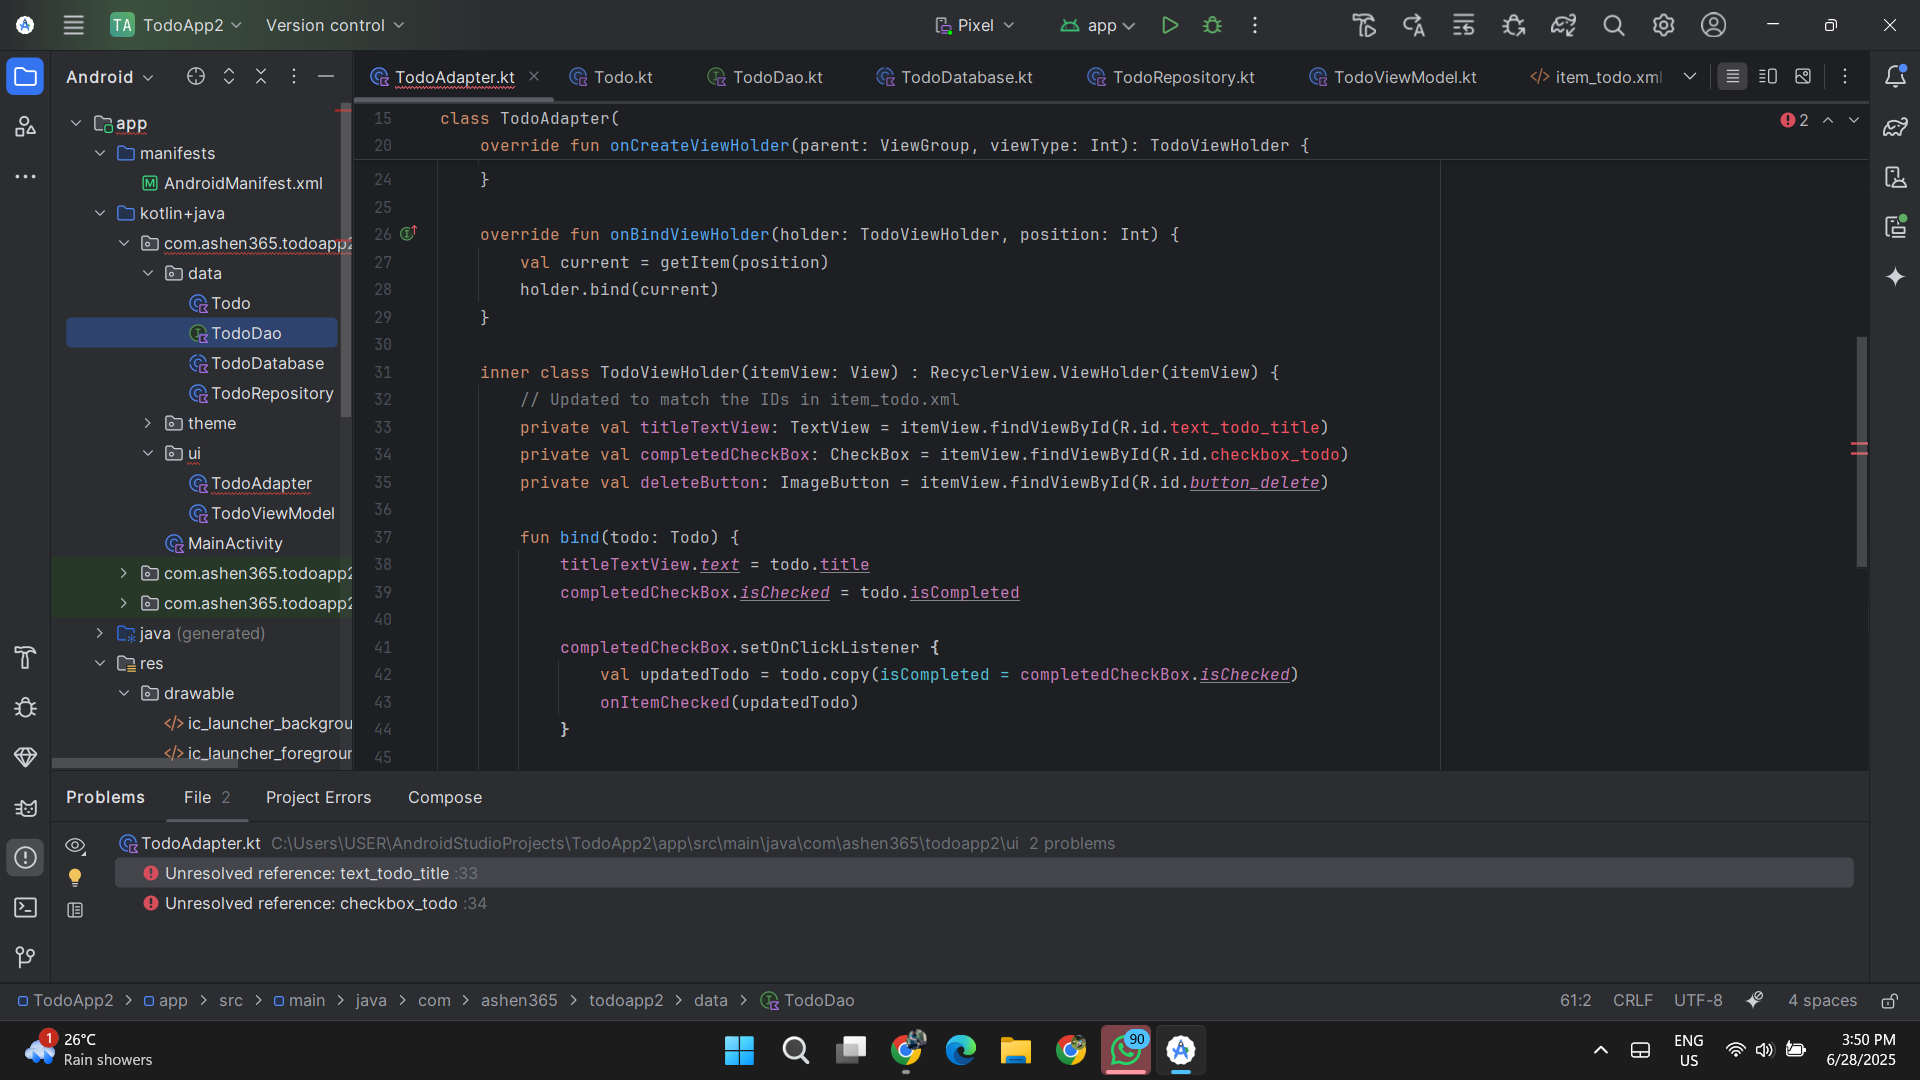 TA TodoApp2 Version control Pixel app
Android
TodoAdapter.kt Todo.kt TodoDao.kt TodoDatabase.kt TodoRepository.kt TodoViewModel.kt item_todo.xml
app
manifests
AndroidManifest.xml
kotlin+java
com.ashen365.todoapp2
data
Todo
TodoDao
TodoDatabase
TodoRepository
theme
ui
TodoAdapter
TodoViewModel
MainActivity
com.ashen365.todoapp2
com.ashen365.todoapp2
java (generated)
res
drawable
ic_launcher_backgrou
ic_launcher_foregroun
2
15 class TodoAdapter(
20 override fun onCreateViewHolder(parent: ViewGroup, viewType: Int): TodoViewHolder {
24 }
25
26 override fun onBindViewHolder(holder: TodoViewHolder, position: Int) {
27 val current = getItem(position)
28 holder.bind(current)
29 }
30
31 inner class TodoViewHolder(itemView: View) : RecyclerView.ViewHolder(itemView) {
32 // Updated to match the IDs in item_todo.xml
33 private val titleTextView: TextView = itemView.findViewById(R.id.text_todo_title)
34 private val completedCheckBox: CheckBox = itemView.findViewById(R.id.checkbox_todo)
35 private val deleteButton: ImageButton = itemView.findViewById(R.id.button_delete)
36
37 fun bind(todo: Todo) {
38 titleTextView.text = todo.title
39 completedCheckBox.isChecked = todo.isCompleted
40
41 completedCheckBox.setOnClickListener {
42 val updatedTodo = todo.copy(isCompleted = completedCheckBox.isChecked)
43 onItemChecked(updatedTodo)
44 }
45
Problems File 2 Project Errors Compose
TodoAdapter.kt C:\Users\USER\AndroidStudioProjects\TodoApp2\app\src\main\java\com\ashen365\todoapp2\ui 2 problems
Unresolved reference: text_todo_title :33
Unresolved reference: checkbox_todo :34
TodoApp2 > app > src > main > java > com > ashen365 > todoapp2 > data > TodoDao 61:2 CRLF UTF-8 4 spaces
1
26°C
Rain showers
90
ENG
US
3:50 PM
6/28/2025